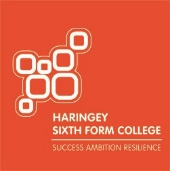 HARINGEY
SIXTH FORM COLLEGE
SUCCESS AMBITION RESILIENCE